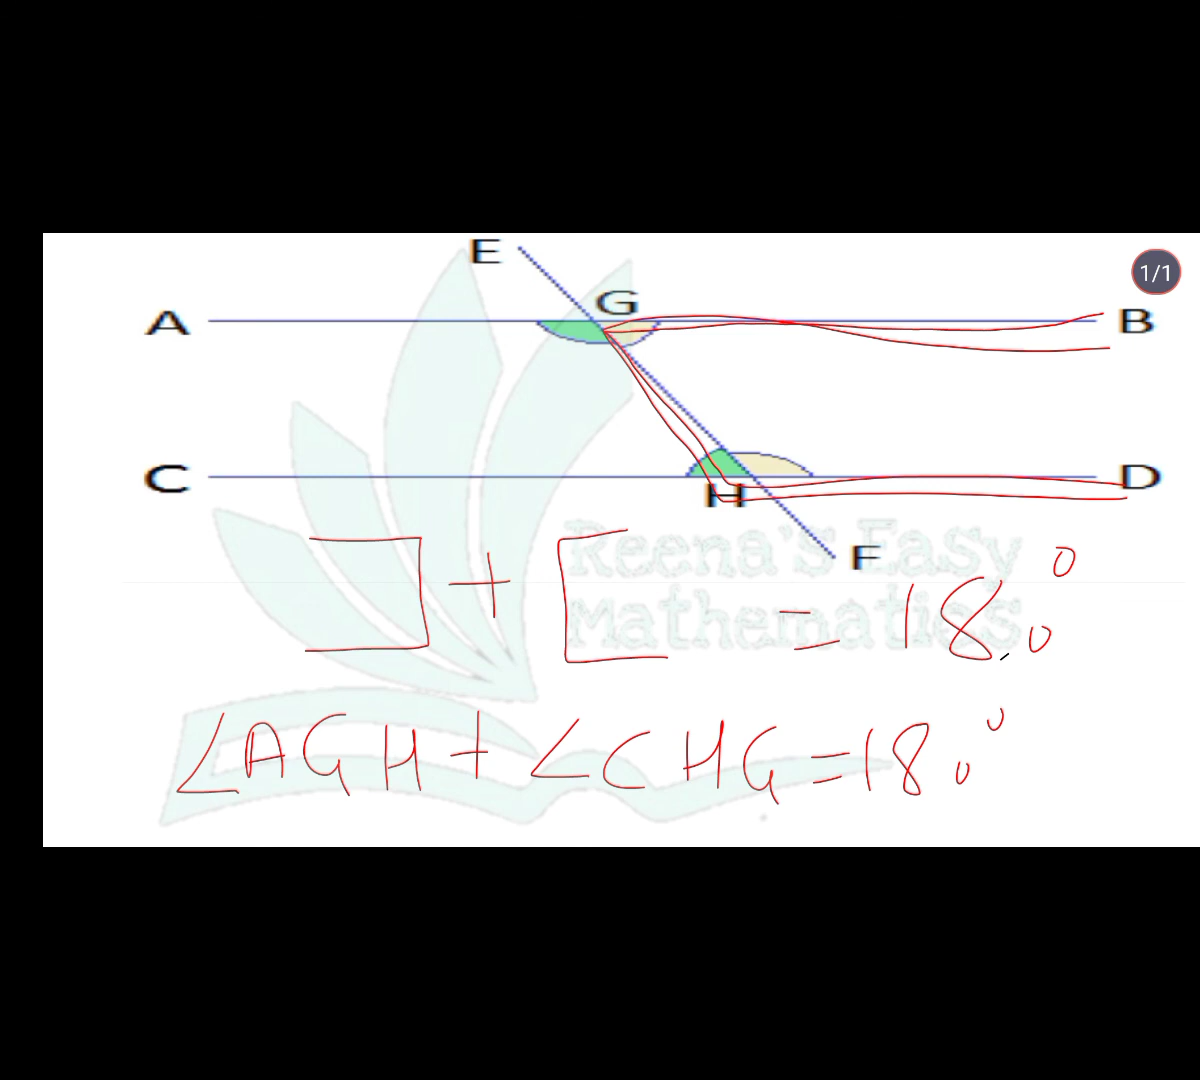 E
1/1
G
A B
C D
H
F
Reena's Easy
Mathematics
☐ + [ = 180°
∠AGH + ∠CHG = 180°